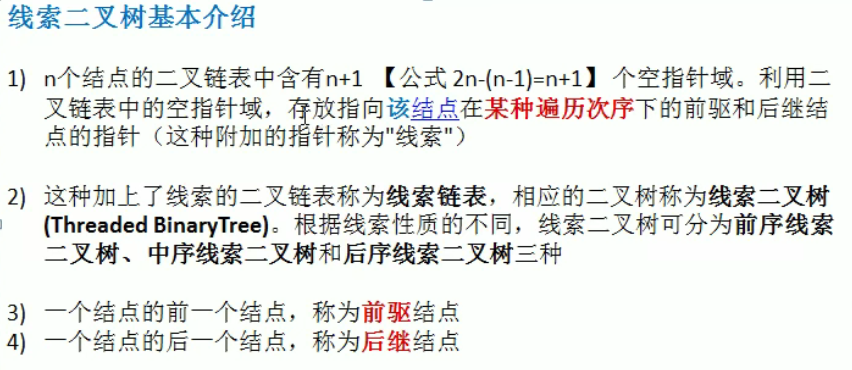 线索二叉树基本介绍
1) n个结点的二叉链表中含有n+1 【公式 2n-(n-1)=n+1】 个空指针域。利用二
叉链表中的空指针域，存放指向该结点在某种遍历次序下的前驱和后继结
点的指针（这种附加的指针称为"线索"）
2) 这种加上了线索的二叉链表称为线索链表，相应的二叉树称为线索二叉树
(Threaded BinaryTree)。根据线索性质的不同，线索二叉树可分为前序线索
二叉树、中序线索二叉树和后序线索二叉树三种
3) 一个结点的前一个结点，称为前驱结点
4) 一个结点的后一个结点，称为后继结点